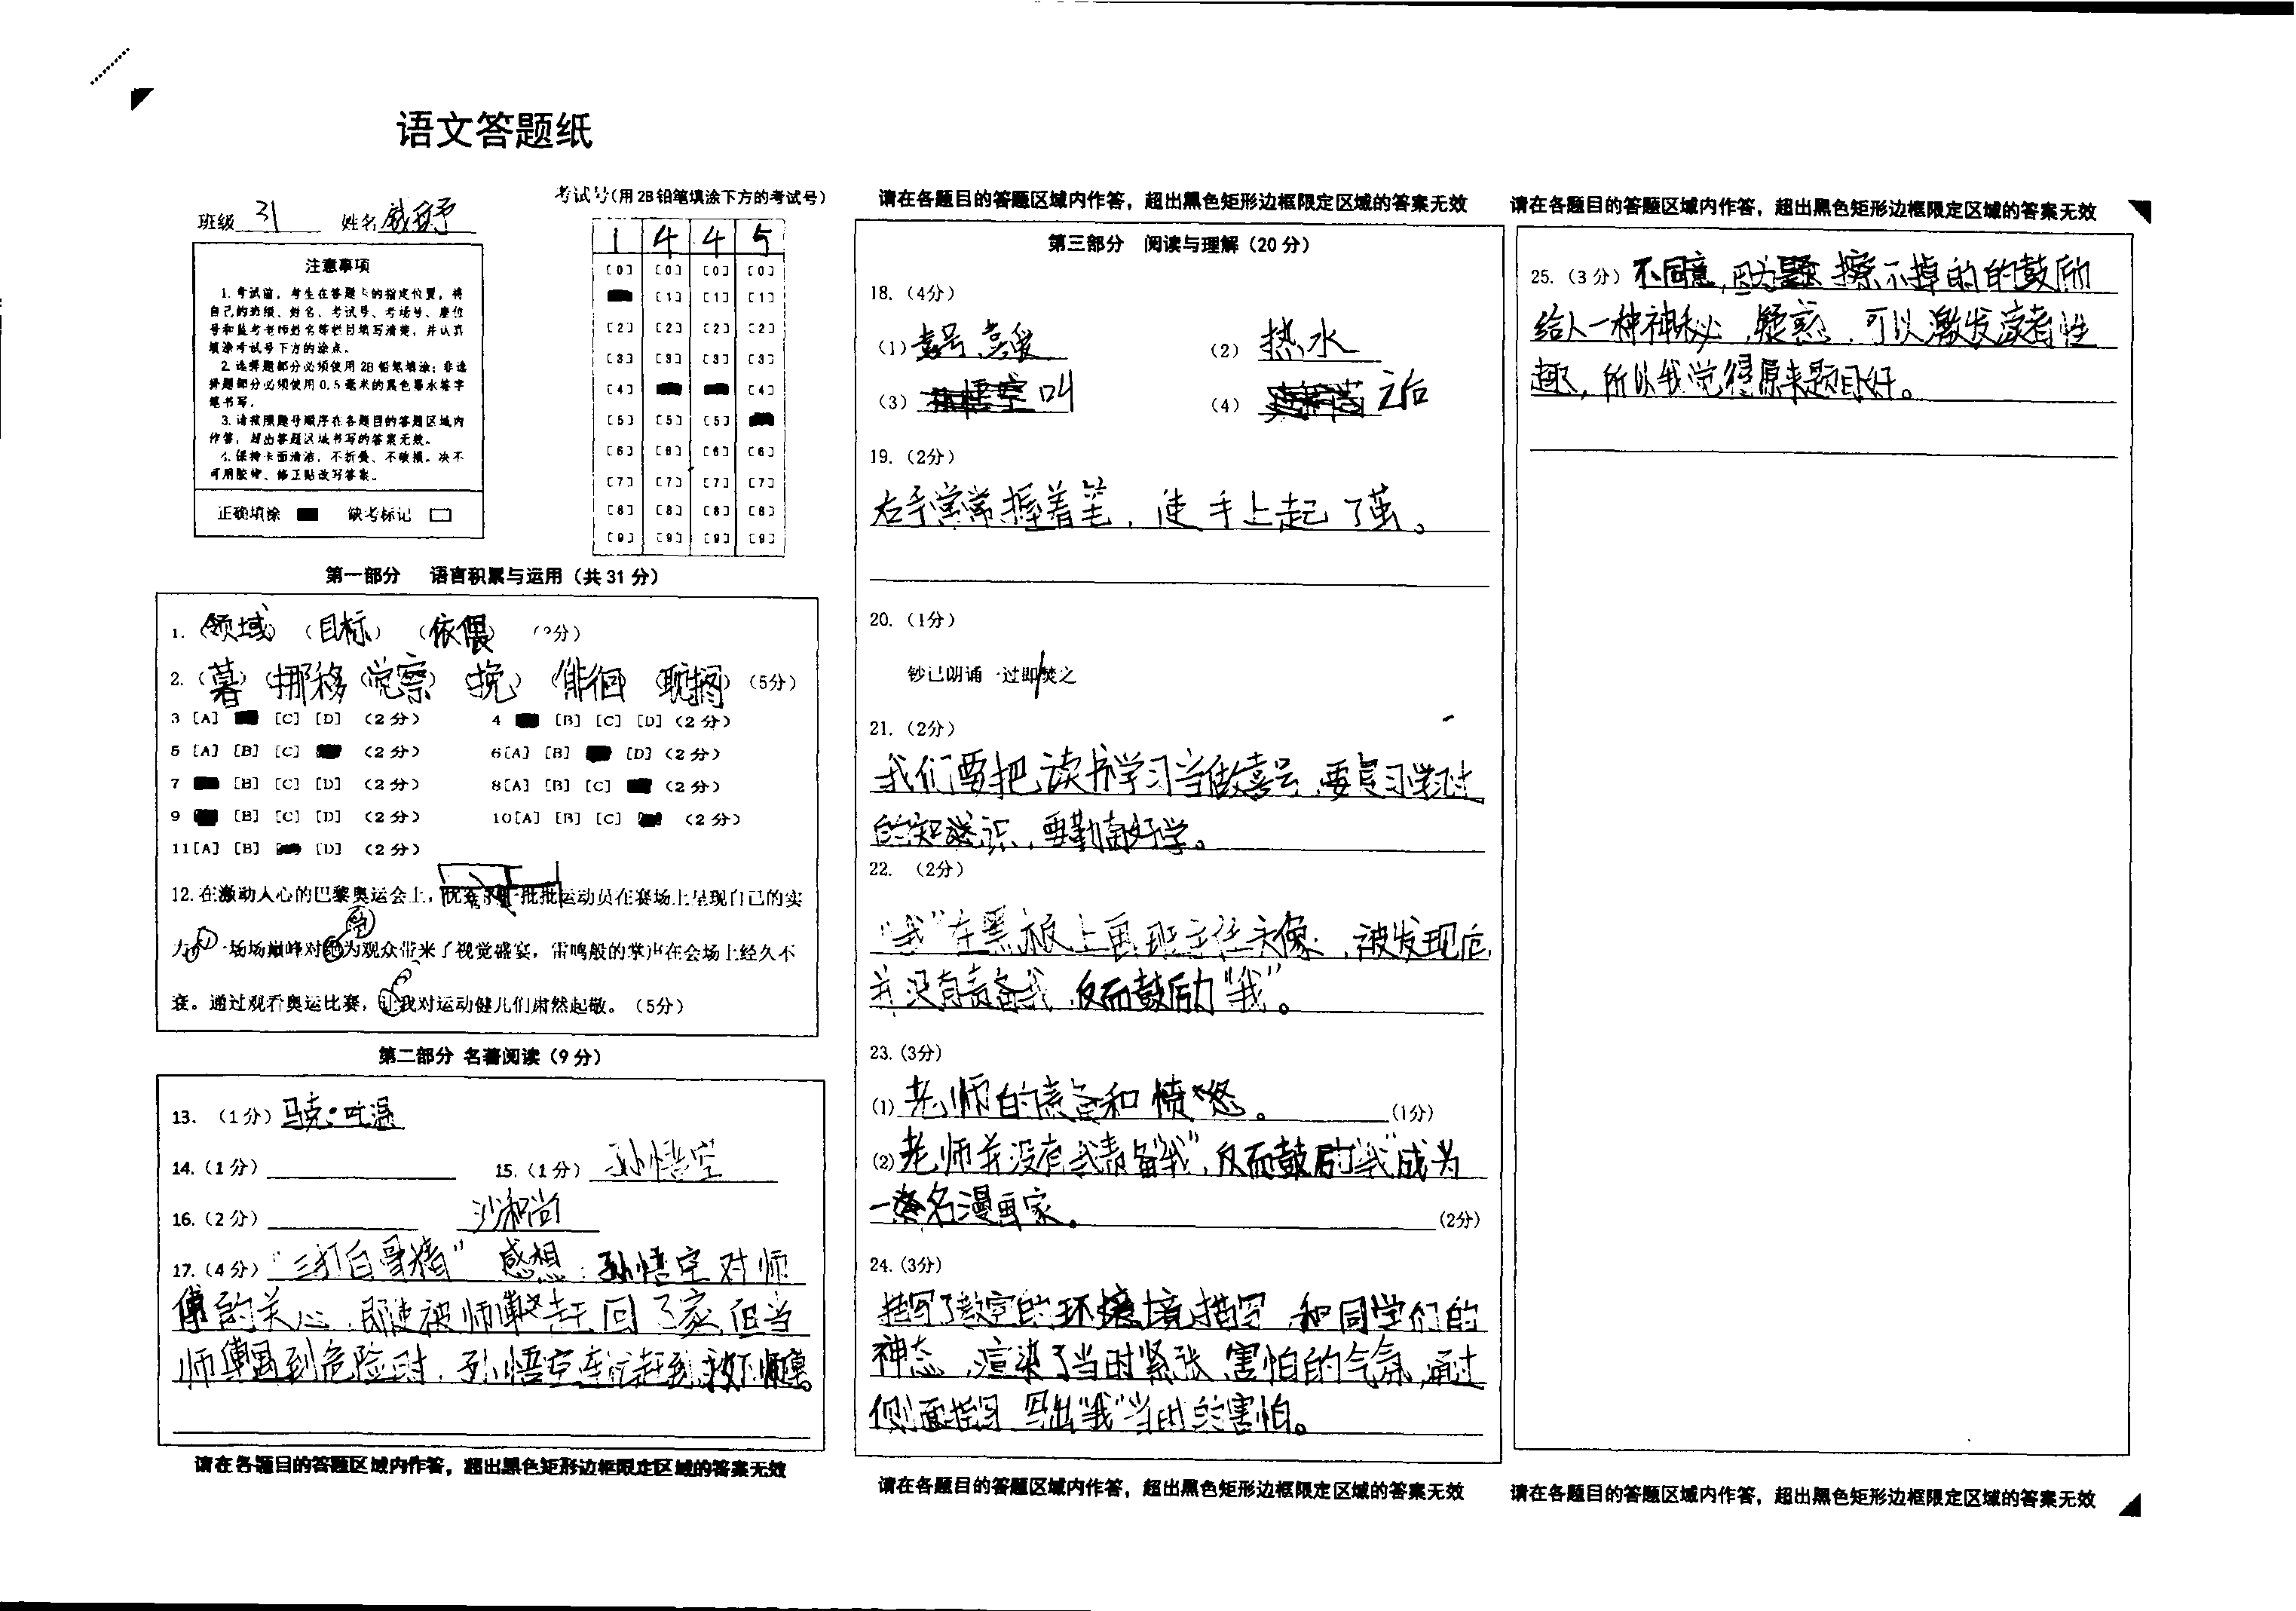 语文答题纸
班级 31 姓名
考试号(用2B铅笔填涂下方的考试号)
1 4 4 5
[0] [0] [0] [0]
[1] [1] [1]
[2] [2] [2] [2]
[3] [3] [3] [3]
[4] [4]
[5] [5] [5]
[6] [6] [6] [6]
[7] [7] [7] [7]
[8] [8] [8] [8]
[9] [9] [9] [9]
注意事项
1.考试前,考生在答题卡的指定位置,将
自己的班级、姓名、考试号、考场号、座位
号和监考老师姓名等栏目填写清楚,并认真
填涂考试号下方的涂点。
2.选择题部分必须使用2B铅笔填涂;非选
择题部分必须使用0.5毫米的黑色墨水签字
笔书写。
3.请按照题号顺序在各题目的答题区域内
作答,超出答题区域书写的答案无效。
4.保持卡面清洁,不折叠、不破损。决不
可用胶带、修正贴改写答案。
正确填涂 缺考标记
第一部分 语言积累与运用(共31分)
1. (领域) (目标) (依偎) (3分)
2. (暮) (挪移) (觉察) (挽) (徘徊) (5分)
3 [A] [C] [D] (2分) 4 [B] [C] [D] (2分)
5 [A] [B] [C] (2分) 6[A] [B] [D] (2分)
7 [B] [C] [D] (2分) 8[A] [B] [C] (2分)
9 [B] [C] [D] (2分) 10[A] [B] [C] (2分)
11[A] [B] [D] (2分)
12.在激动人心的巴黎奥运会上,优秀的一批批运动员在赛场上呈现自己的实
力 一场场巅峰对 为观众带来了视觉盛宴,雷鸣般的掌声在会场上经久不
衰。通过观看奥运比赛,让我对运动健儿们肃然起敬。(5分)
第二部分 名著阅读(9分)
13. (1分) 马克·吐温
14. (1分) 15. (1分) 孙悟空
16. (2分) 沙和尚
17. (4分) “三打白骨精” 感想:孙悟空对师
傅的关心,即使被师傅赶回了家,但当
师傅遇到危险时,孙悟空连忙赶到救下师傅。
请在各题目的答题区域内作答,超出黑色矩形边框限定区域的答案无效
请在各题目的答题区域内作答,超出黑色矩形边框限定区域的答案无效
第三部分 阅读与理解(20分)
18. (4分)
(1) 喜号,喜爱 (2) 热水
(3) 叫 (4) 之后
19. (2分)
右手常常握着笔,使手上起了茧。
20. (1分)
钞已朗诵一过即/焚之
21. (2分)
我们要把读书学习当做喜号,要复习学过
的知识,要勤奋好学。
22. (2分)
“我”在黑板上画班主任头像,被发现后
并没有责备我,反而鼓励“我”。
23. (3分)
(1) 老师的责备和愤怒。 (1分)
(2) 老师并没有责备“我”,反而鼓励“我”成为
一名漫画家。 (2分)
24. (3分)
描写了教室的环境描写,和同学们的
神态,渲染了当时紧张、害怕的气氛,通过
侧面描写,写出“我”当时的害怕。
请在各题目的答题区域内作答,超出黑色矩形边框限定区域的答案无效
请在各题目的答题区域内作答,超出黑色矩形边框限定区域的答案无效
25. (3分) 不同意,因为题 擦不掉的的鼓励
给人一种神秘、疑惑,可以激发读者性
趣,所以我觉得原来题目好。
请在各题目的答题区域内作答,超出黑色矩形边框限定区域的答案无效